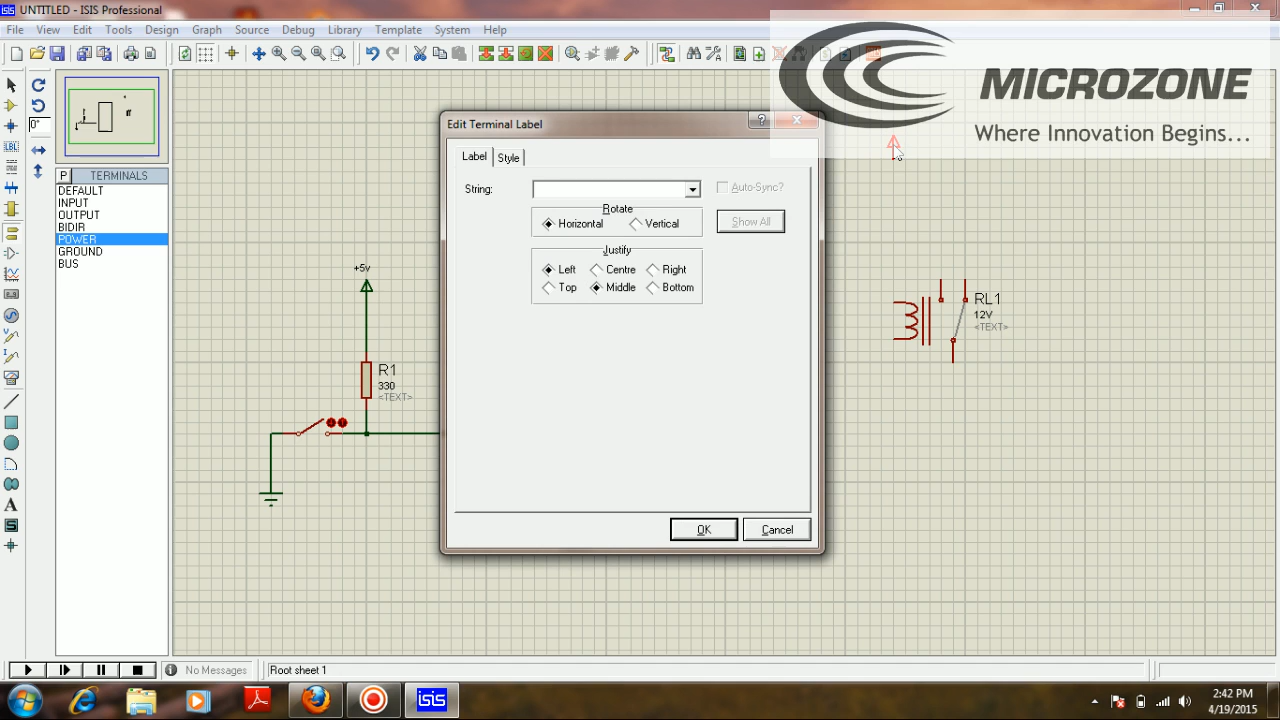 UNTITLED - ISIS Professional
File View Edit Tools Design Graph Source Debug Library Template System Help
MICROZONE
Where Innovation Begins...
0°
LBL
P TERMINALS
DEFAULT
INPUT
OUTPUT
BIDIR
POWER
GROUND
BUS
Edit Terminal Label
Label Style
String:
Auto-Sync?
Rotate
Horizontal Vertical
Show All
Justify
Left Centre Right
Top Middle Bottom
OK Cancel
+5v
R1
330
<TEXT>
RL1
12V
<TEXT>
A
S
No Messages
Root sheet 1
isis
2:42 PM
4/19/2015